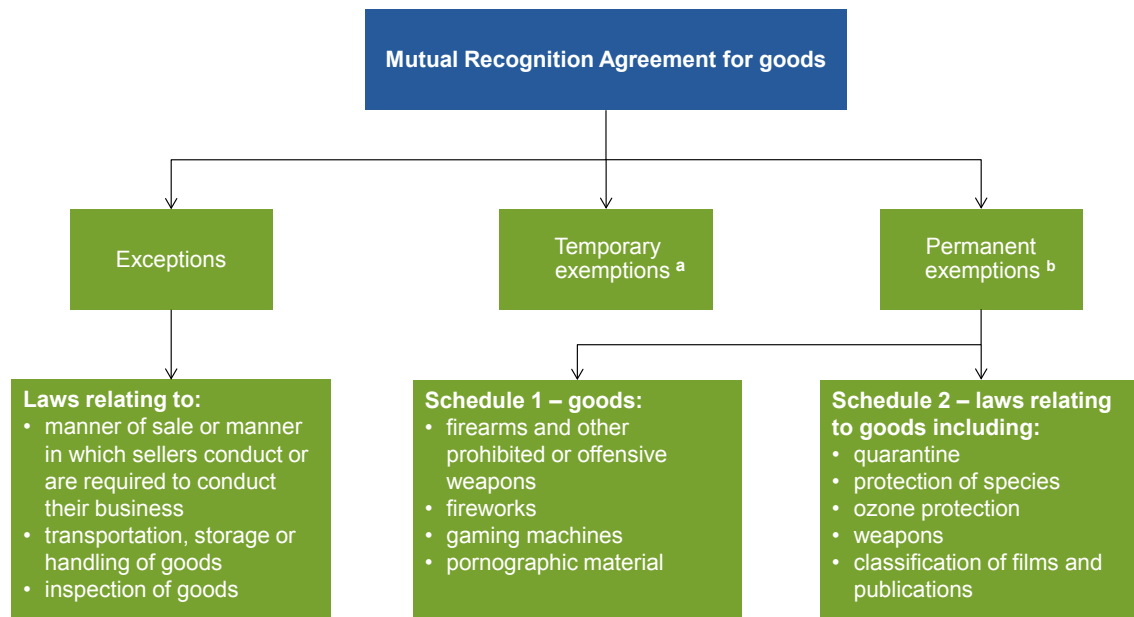 Mutual Recognition Agreement for goods
Exceptions
Temporary
exemptions a
Permanent
exemptions b
Laws relating to:
• manner of sale or manner
in which sellers conduct or
are required to conduct
their business
• transportation, storage or
handling of goods
• inspection of goods
Schedule 1 – goods:
• firearms and other
prohibited or offensive
weapons
• fireworks
• gaming machines
• pornographic material
Schedule 2 – laws relating
to goods including:
• quarantine
• protection of species
• ozone protection
• weapons
• classification of films and
publications